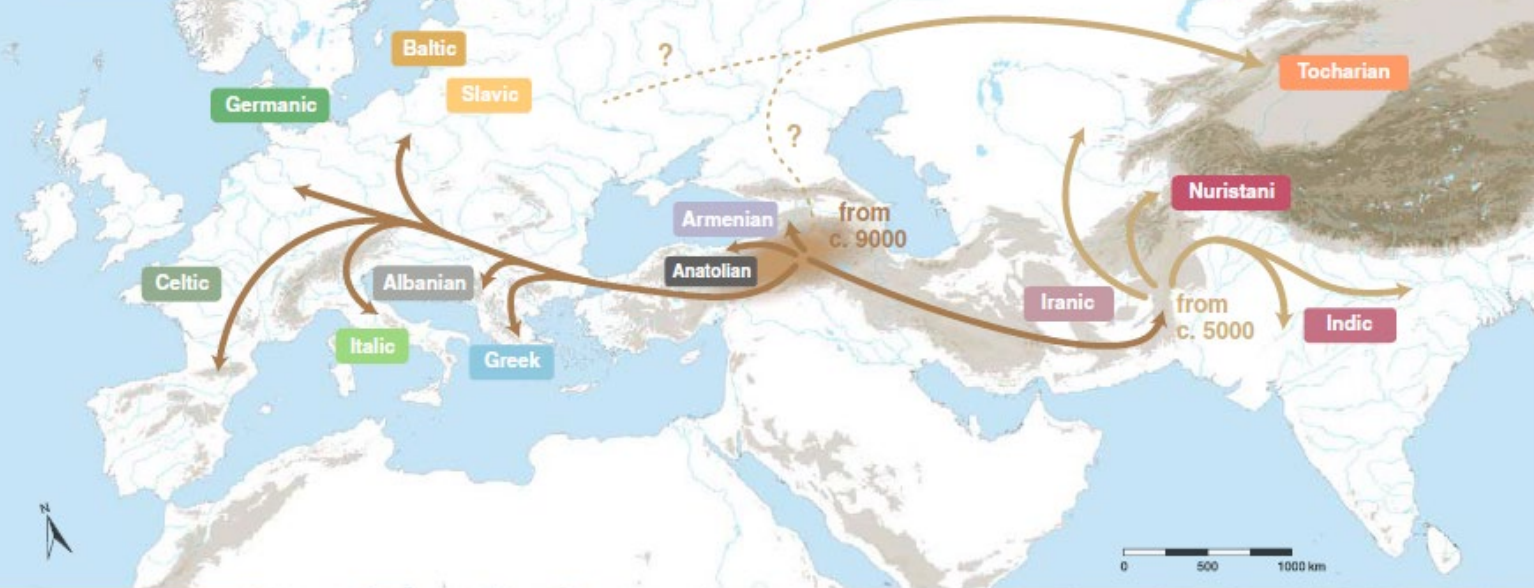 Baltic
?
Tocharian
Slavic
Germanic
?
Nuristani
Armenian
from
c. 9000
Anatolian
Celtic
Albanian
Iranic
from
c. 5000
Indic
Italic
Greek
N
0 500 1000 km